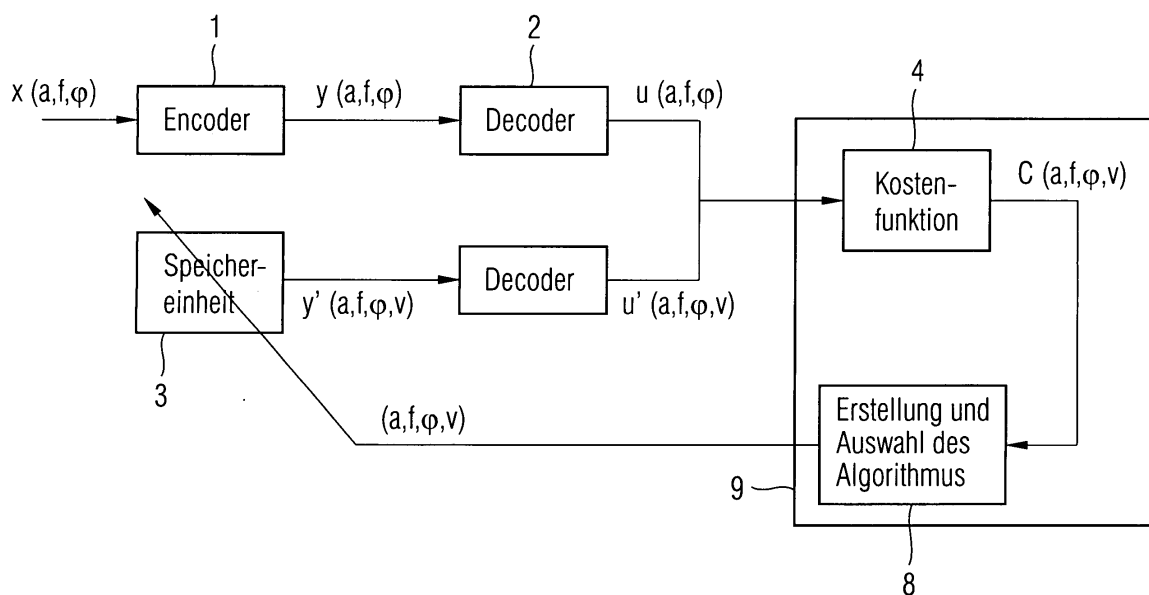 1
2
x (a,f,φ)
Encoder
y (a,f,φ)
Decoder
u (a,f,φ)
4
Kosten-
funktion
C (a,f,φ,v)
Speicher-
einheit
y' (a,f,φ,v)
Decoder
u' (a,f,φ,v)
3
(a,f,φ,v)
Erstellung und
Auswahl des
Algorithmus
9
8